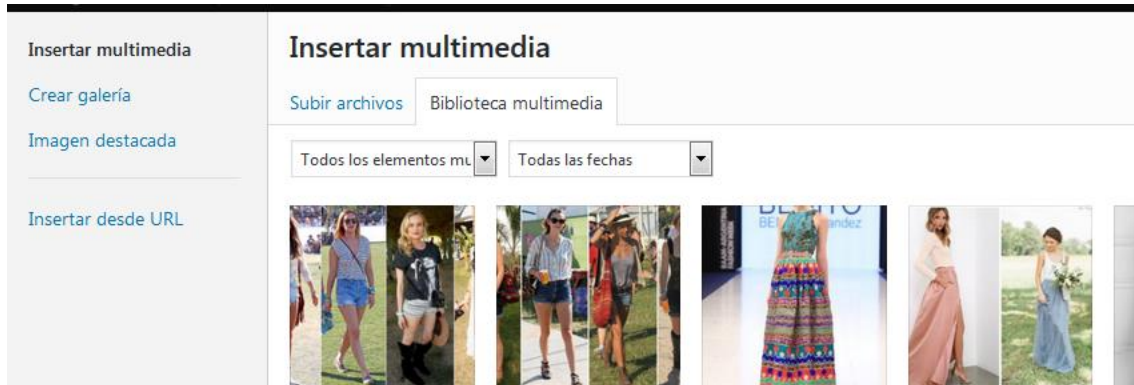 Insertar multimedia
Crear galería
Imagen destacada
Insertar desde URL
Insertar multimedia
Subir archivos
Biblioteca multimedia
Todos los elementos mu
Todas las fechas